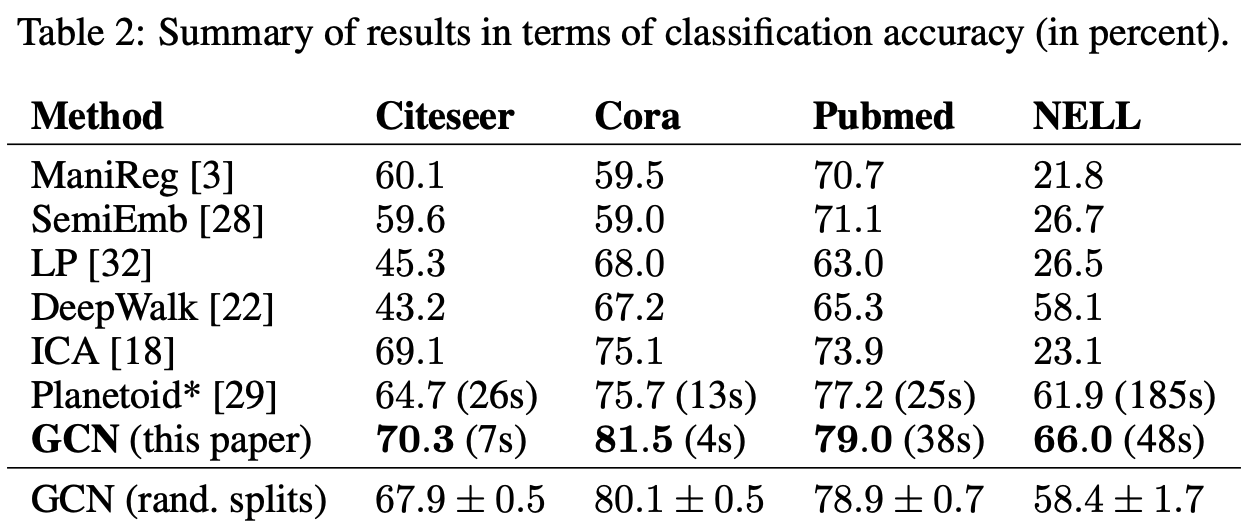 Table 2: Summary of results in terms of classification accuracy (in percent).
Method Citeseer Cora Pubmed NELL
ManiReg [3] 60.1 59.5 70.7 21.8
SemiEmb [28] 59.6 59.0 71.1 26.7
LP [32] 45.3 68.0 63.0 26.5
DeepWalk [22] 43.2 67.2 65.3 58.1
ICA [18] 69.1 75.1 73.9 23.1
Planetoid* [29] 64.7 (26s) 75.7 (13s) 77.2 (25s) 61.9 (185s)
GCN (this paper) 70.3 (7s) 81.5 (4s) 79.0 (38s) 66.0 (48s)
GCN (rand. splits) 67.9 ± 0.5 80.1 ± 0.5 78.9 ± 0.7 58.4 ± 1.7